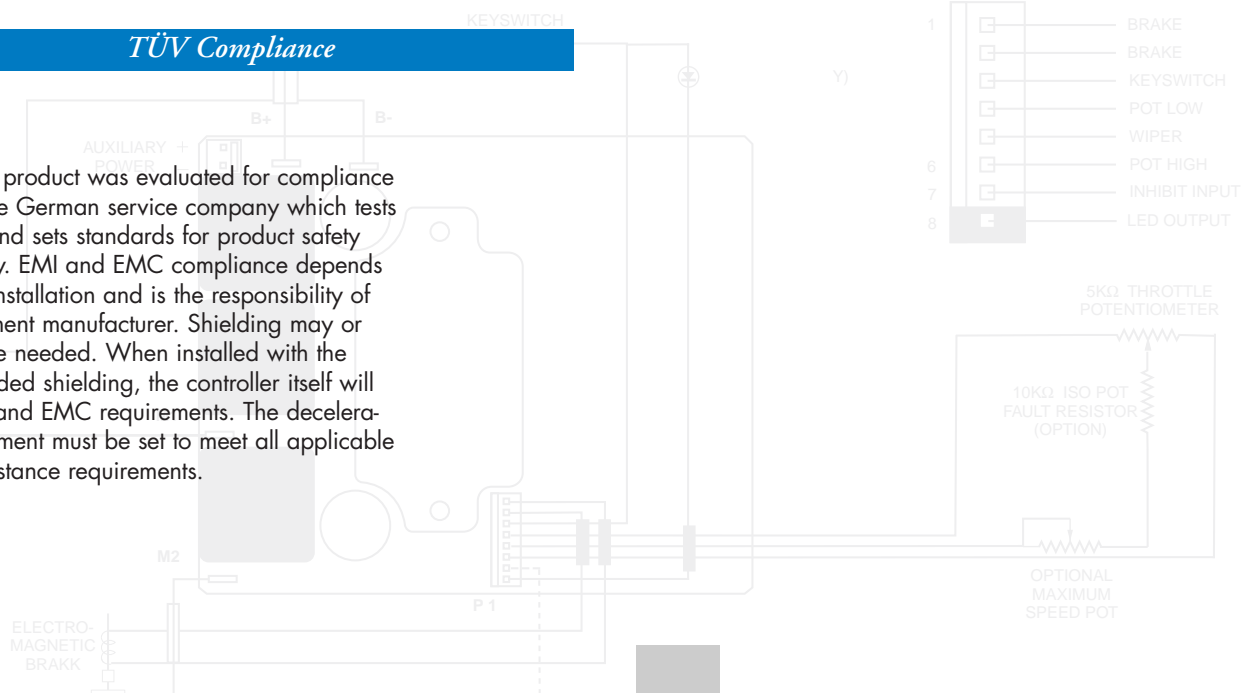 KEYSWITCH
TÜV Compliance
Y)
B+
B-
AUXILIARY +
POWER
product was evaluated for compliance
e German service company which tests
nd sets standards for product safety
y. EMI and EMC compliance depends
nstallation and is the responsibility of
ment manufacturer. Shielding may or
e needed. When installed with the
ded shielding, the controller itself will
and EMC requirements. The decelera-
ment must be set to meet all applicable
stance requirements.
1
BRAKE
BRAKE
KEYSWITCH
POT LOW
WIPER
6
POT HIGH
7
INHIBIT INPUT
8
LED OUTPUT
5KΩ THROTTLE
POTENTIOMETER
10KΩ ISO POT
FAULT RESISTOR
(OPTION)
OPTIONAL
MAXIMUM
SPEED POT
M2
P 1
ELECTRO-
MAGNETIC
BRAKK